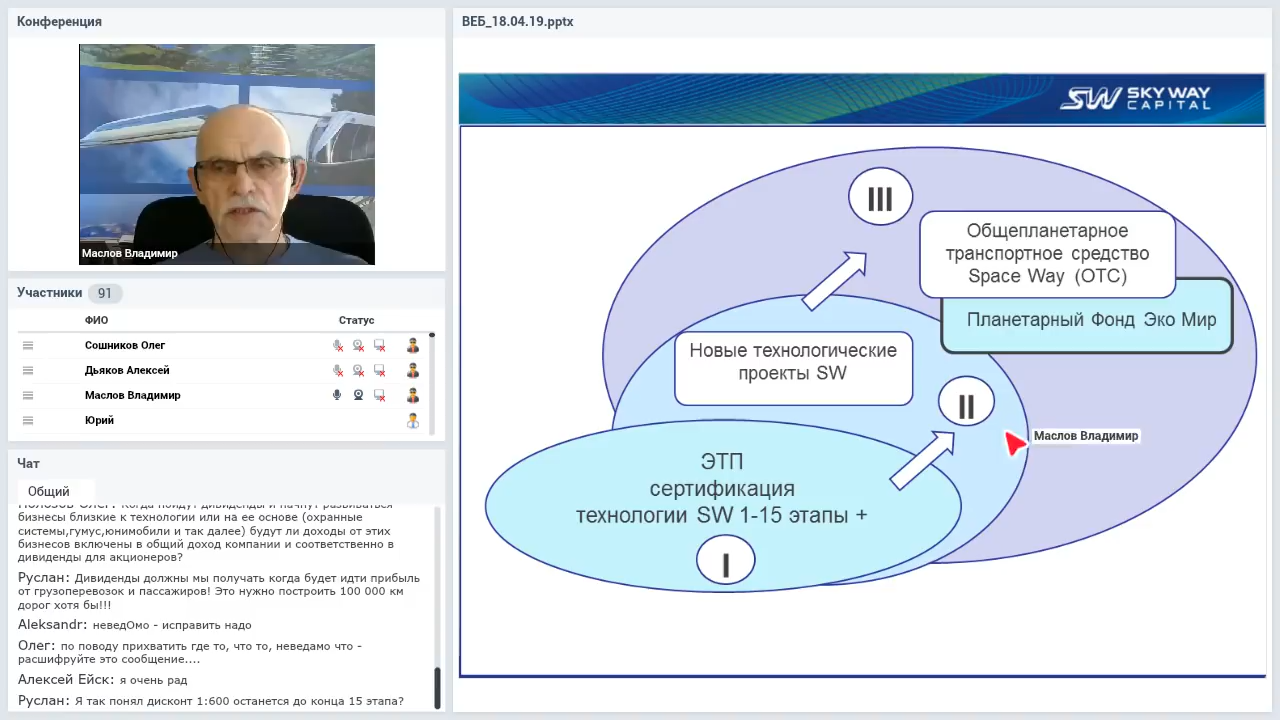 Конференция
Маслов Владимир
Участники 91
ФИО Статус
Сошников Олег
Дьяков Алексей
Маслов Владимир
Юрий
Чат
Общий
Когда пойдут дивиденды и начнут развиваться
бизнесы близкие к технологии или на ее основе (охранные
системы,гумус,юнимобили и так далее) будут ли доходы от этих
бизнесов включены в общий доход компании и соответственно в
дивиденды для акционеров?
Руслан: Дивиденды должны мы получать когда будет идти прибыль
от грузоперевозок и пассажиров! Это нужно построить 100 000 км
дорог хотя бы!!!
Aleksandr: неведОмо - исправить надо
Олег: по поводу прихватить где то, что то, неведамо что -
расшифруйте это сообщение....
Алексей Ейск: я очень рад
Руслан: Я так понял дисконт 1:600 останется до конца 15 этапа?
ВЕБ_18.04.19.pptx
SW SKY WAY
CAPITAL
III
Общепланетарное
транспортное средство
Space Way (ОТС)
Планетарный Фонд Эко Мир
Новые технологические
проекты SW
II
Маслов Владимир
ЭТП
сертификация
технологии SW 1-15 этапы +
I